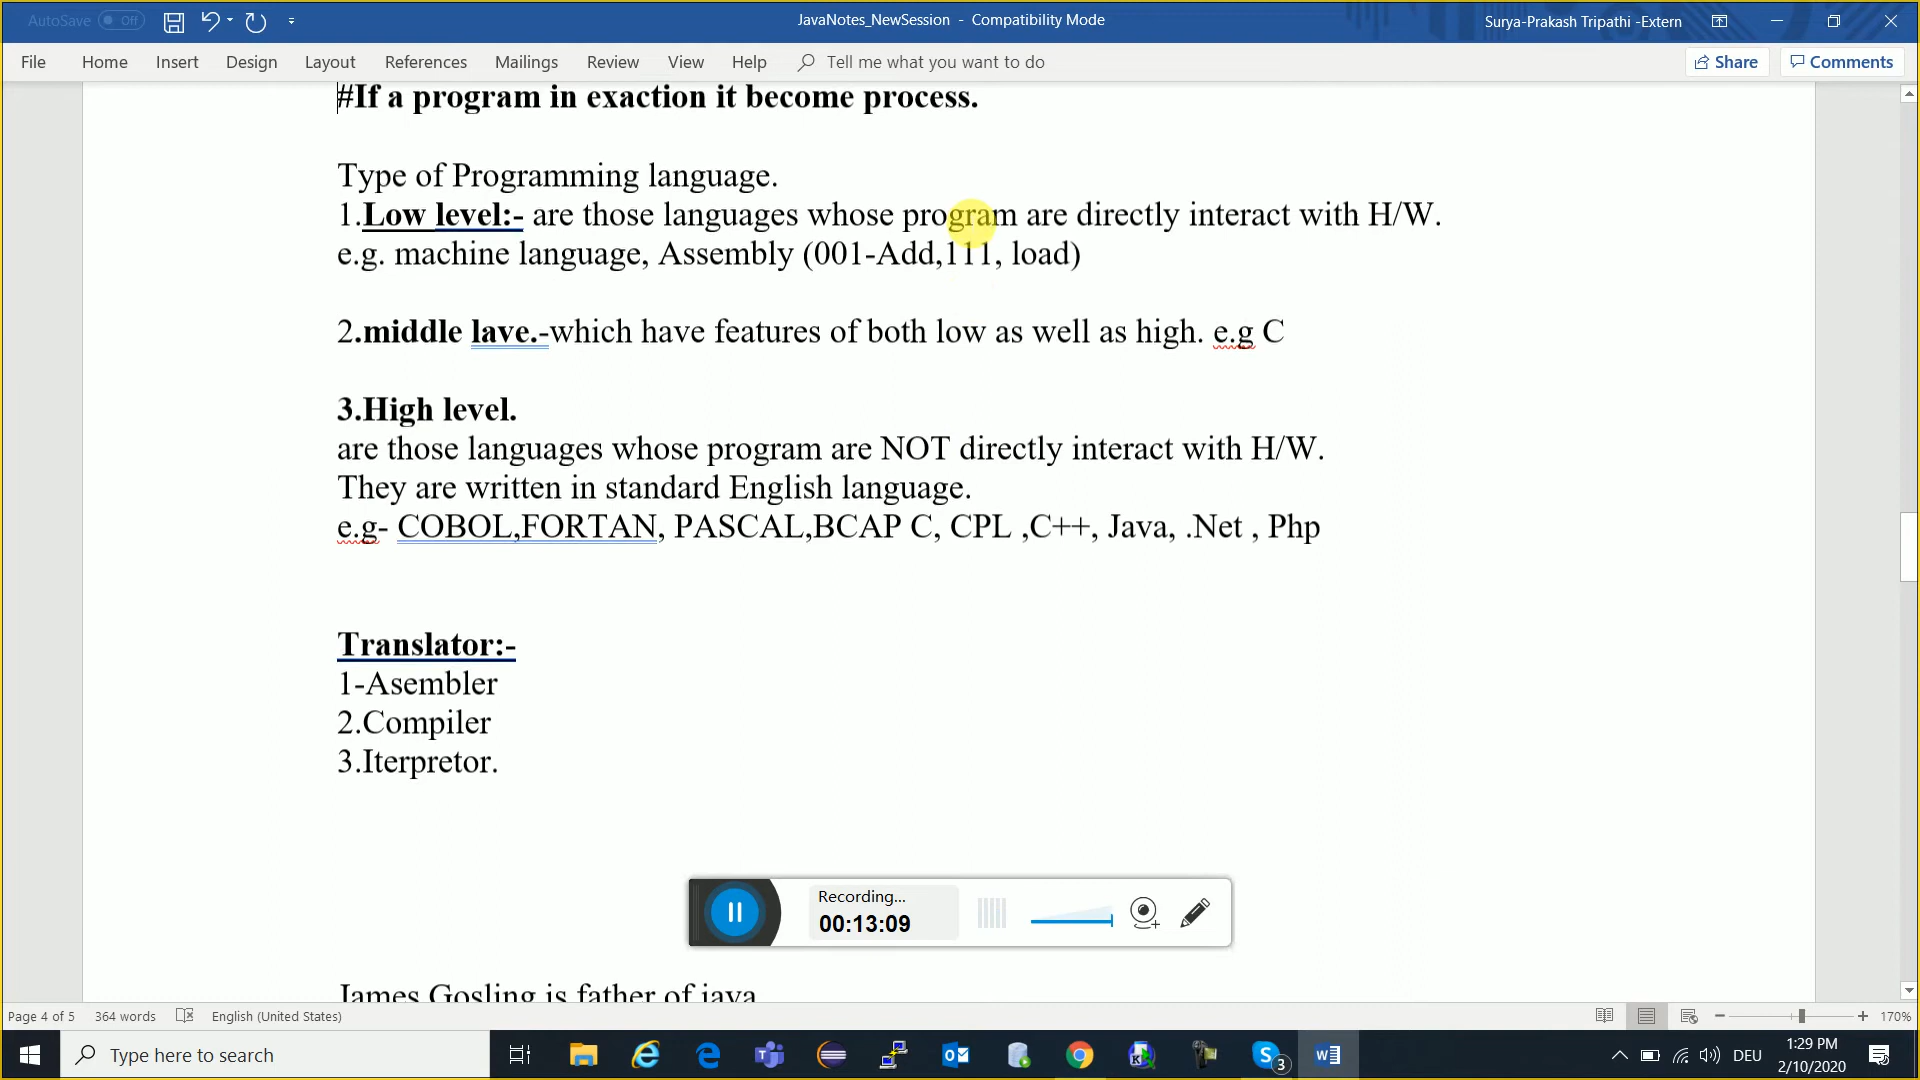 AutoSave Off
JavaNotes_NewSession - Compatibility Mode
Surya-Prakash Tripathi -Extern
File Home Insert Design Layout References Mailings Review View Help Tell me what you want to do
Share Comments
#If a program in exaction it become process.
Type of Programming language.
1.Low level:- are those languages whose program are directly interact with H/W.
e.g. machine language, Assembly (001-Add,111, load)
2.middle lave.-which have features of both low as well as high. e.g C
3.High level.
are those languages whose program are NOT directly interact with H/W.
They are written in standard English language.
e.g- COBOL,FORTAN, PASCAL,BCAP C, CPL ,C++, Java, .Net , Php
Translator:-
1-Asembler
2.Compiler
3.Iterpretor.
Recording...
00:13:09
James Gosling is father of java
Page 4 of 5 364 words English (United States)
170%
Type here to search
3
DEU
1:29 PM
2/10/2020